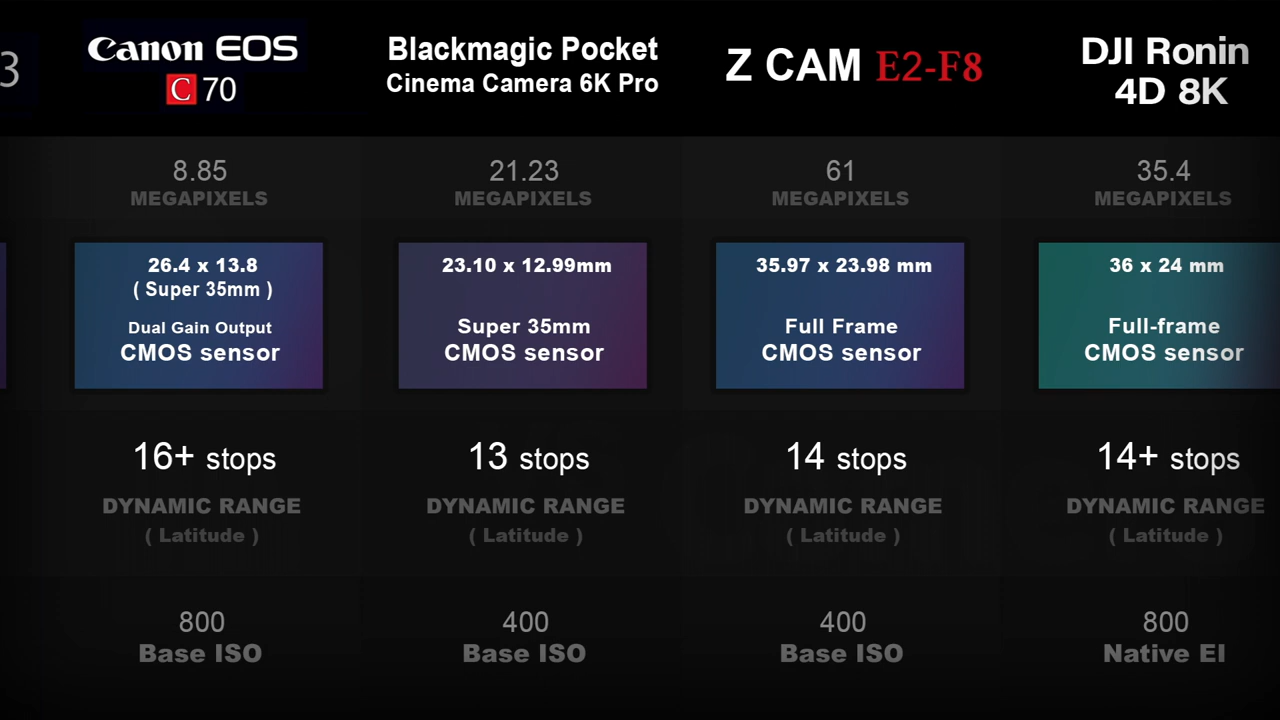 3
Canon EOS
C 70
Blackmagic Pocket
Cinema Camera 6K Pro
Z CAM E2-F8
DJI Ronin
4D 8K
8.85
MEGAPIXELS
21.23
MEGAPIXELS
61
MEGAPIXELS
35.4
MEGAPIXELS
26.4 x 13.8
( Super 35mm )
Dual Gain Output
CMOS sensor
23.10 x 12.99mm
Super 35mm
CMOS sensor
35.97 x 23.98 mm
Full Frame
CMOS sensor
36 x 24 mm
Full-frame
CMOS sensor
16+ stops
DYNAMIC RANGE
( Latitude )
13 stops
DYNAMIC RANGE
( Latitude )
14 stops
DYNAMIC RANGE
( Latitude )
14+ stops
DYNAMIC RANGE
( Latitude )
800
Base ISO
400
Base ISO
400
Base ISO
800
Native EI